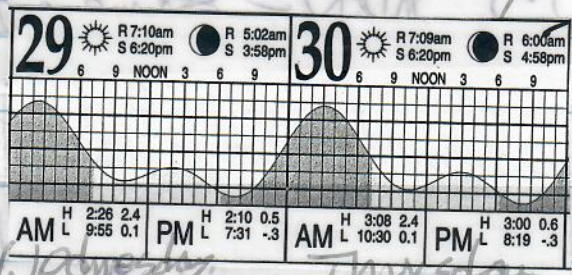 29 R 7:10am R 5:02am
S 6:20pm S 3:58pm
6 9 NOON 3 6 9
AM H 2:26 2.4 PM H 2:10 0.5
L 9:55 0.1 L 7:31 -.3
30 R 7:09am R 6:00am
S 6:20pm S 4:58pm
6 9 NOON 3 6 9
AM H 3:08 2.4 PM H 3:00 0.6
L 10:30 0.1 L 8:19 -.3